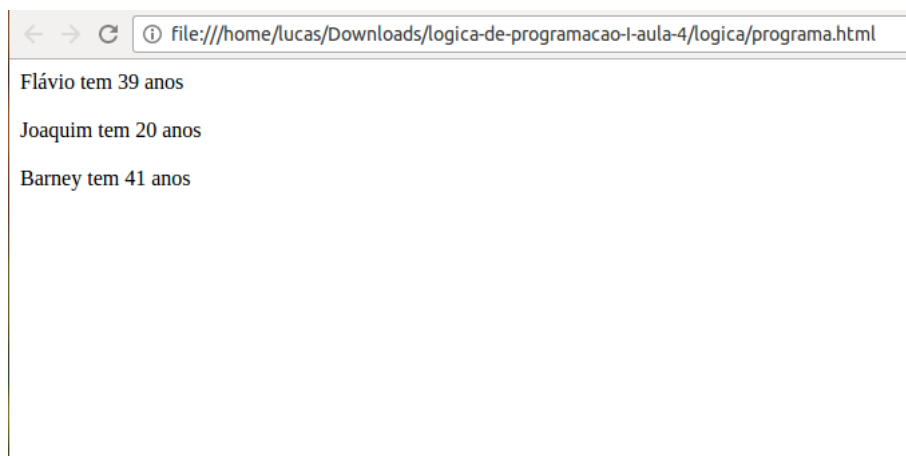 file:///home/lucas/Downloads/logica-de-programacao-I-aula-4/logica/programa.html
Flávio tem 39 anos
Joaquim tem 20 anos
Barney tem 41 anos